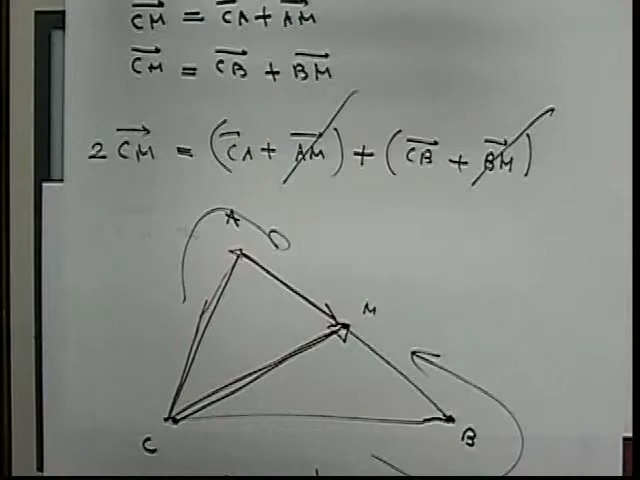 CM = CA + AM
CM = CB + BM
2 CM = (CA + AM) + (CB + BM)
A
M
C
B